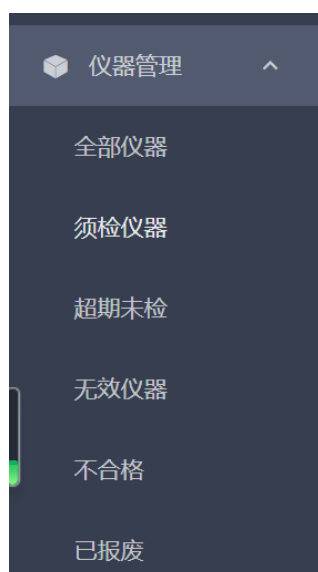 仪器管理
全部仪器
须检仪器
超期未检
无效仪器
不合格
已报废